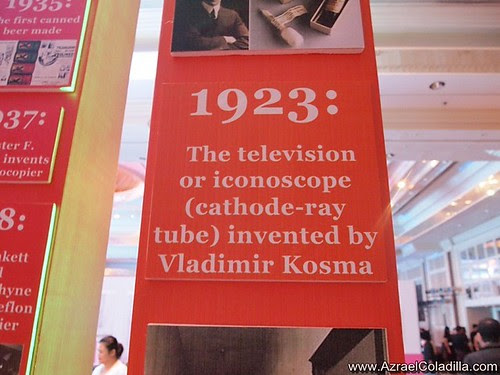 1935:
The first canned
beer made
937:
ter F.
invents
ocopier
8:
nkett
hyne
eflon
ier
1923:
The television
or iconoscope
(cathode-ray
tube) invented by
Vladimir Kosma
www.AzraelColadilla.com